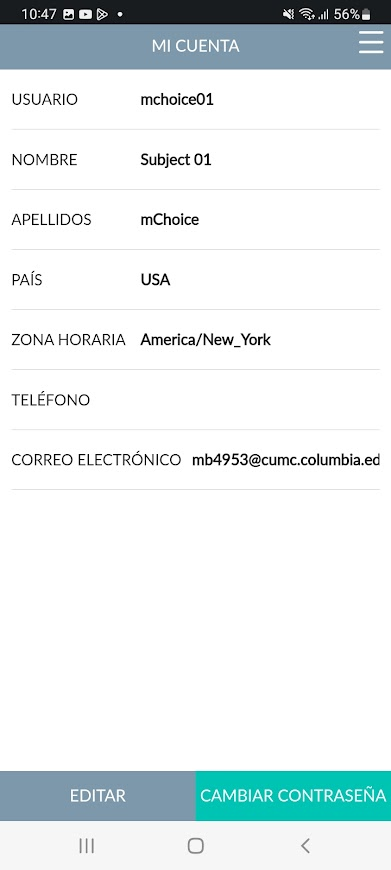 10:47 56%
MI CUENTA
USUARIO mchoice01
NOMBRE Subject 01
APELLIDOS mChoice
PAÍS USA
ZONA HORARIA America/New_York
TELÉFONO
CORREO ELECTRÓNICO mb4953@cumc.columbia.ed
EDITAR CAMBIAR CONTRASEÑA